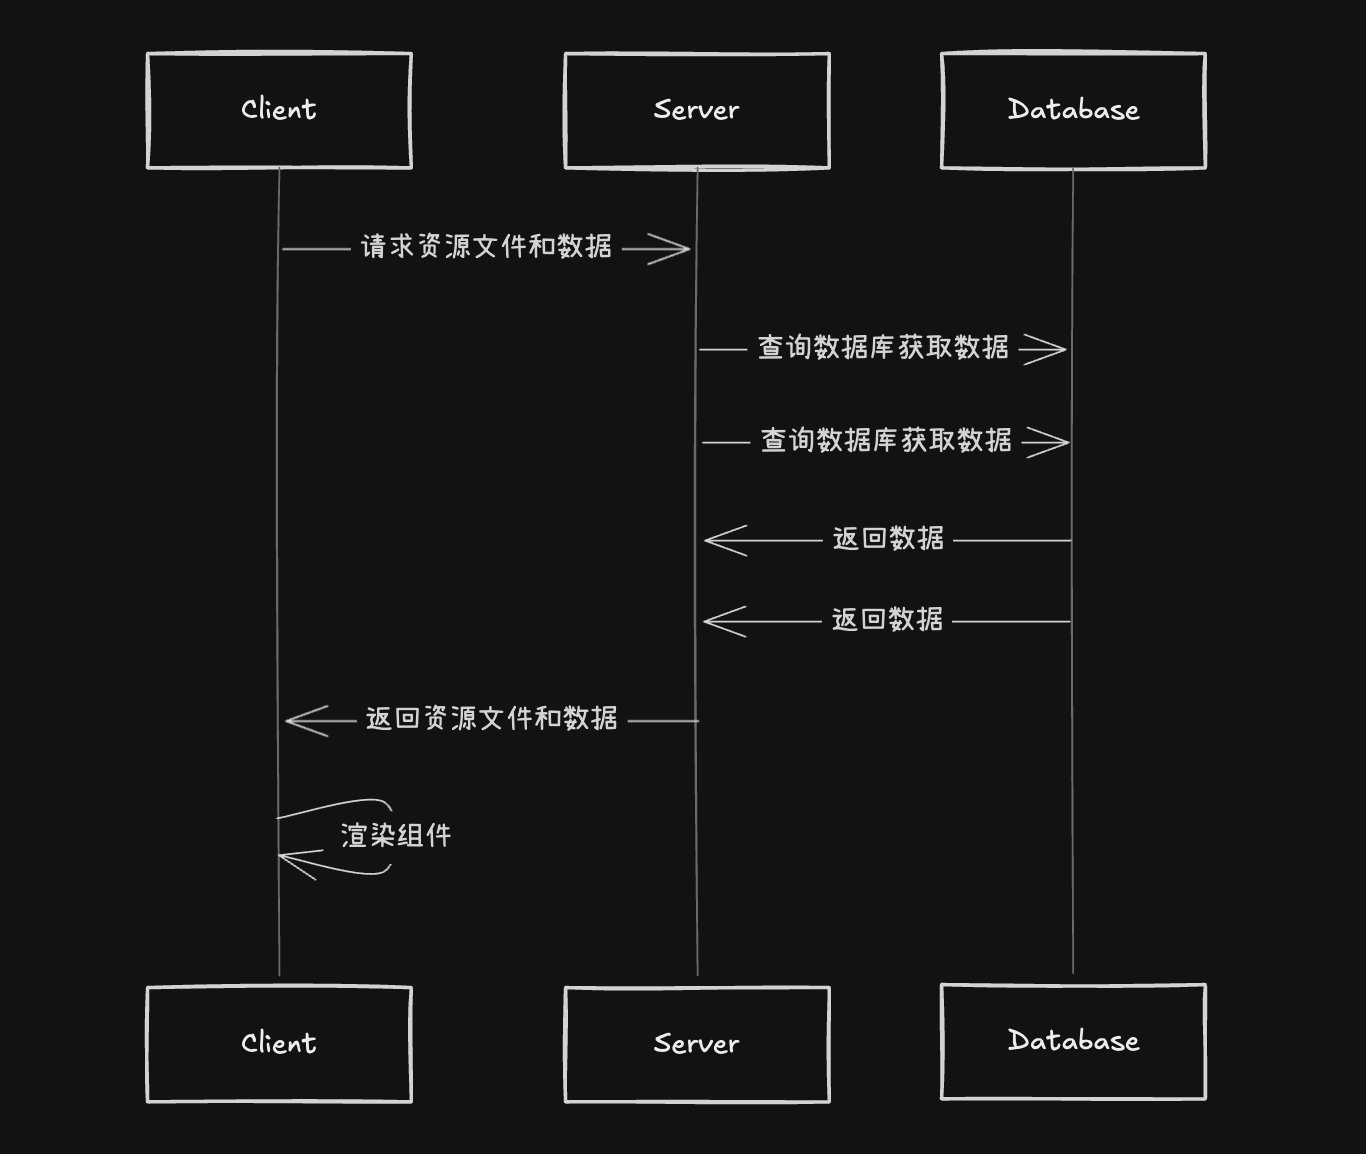 Client
Server
Database
请求资源文件和数据
查询数据库获取数据
查询数据库获取数据
返回数据
返回数据
返回资源文件和数据
渲染组件
Client
Server
Database